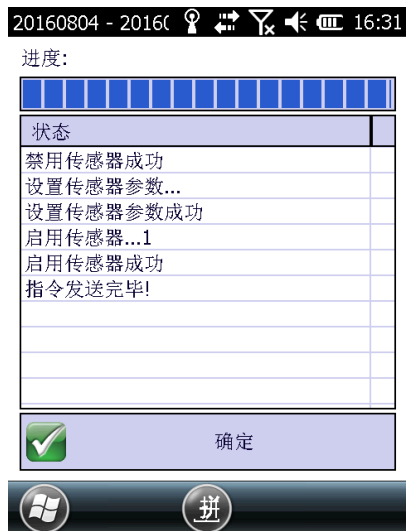 20160804 - 2016( 16:31
进度:
状态
禁用传感器成功
设置传感器参数...
设置传感器参数成功
启用传感器...1
启用传感器成功
指令发送完毕!
确定
拼